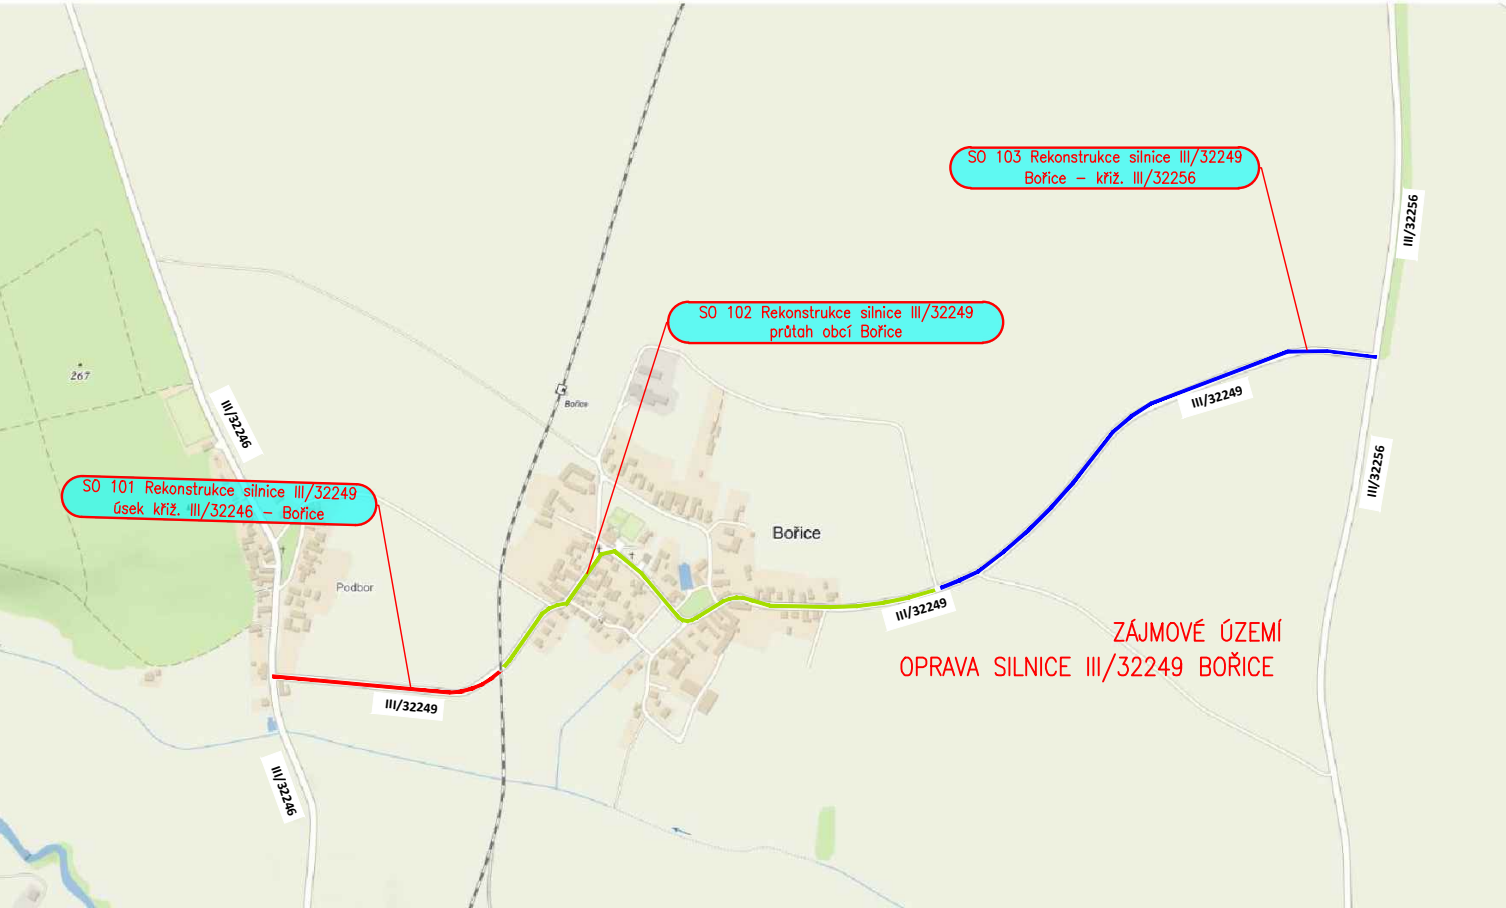 SO 103 Rekonstrukce silnice III/32249
Bořice – křiž. III/32256
III/32256
SO 102 Rekonstrukce silnice III/32249
průtah obcí Bořice
267
Bořice
III/32249
III/32246
III/32256
SO 101 Rekonstrukce silnice III/32249
úsek křiž. III/32246 – Bořice
Bořice
Podbor
III/32249
ZÁJMOVÉ ÚZEMÍ
OPRAVA SILNICE III/32249 BOŘICE
III/32249
III/32246